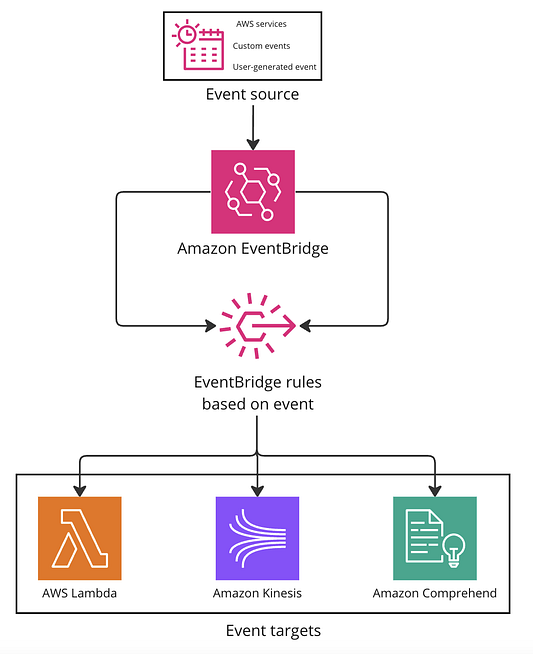 AWS services
Custom events
User-generated event
Event source
Amazon EventBridge
EventBridge rules
based on event
AWS Lambda
Amazon Kinesis
Amazon Comprehend
Event targets